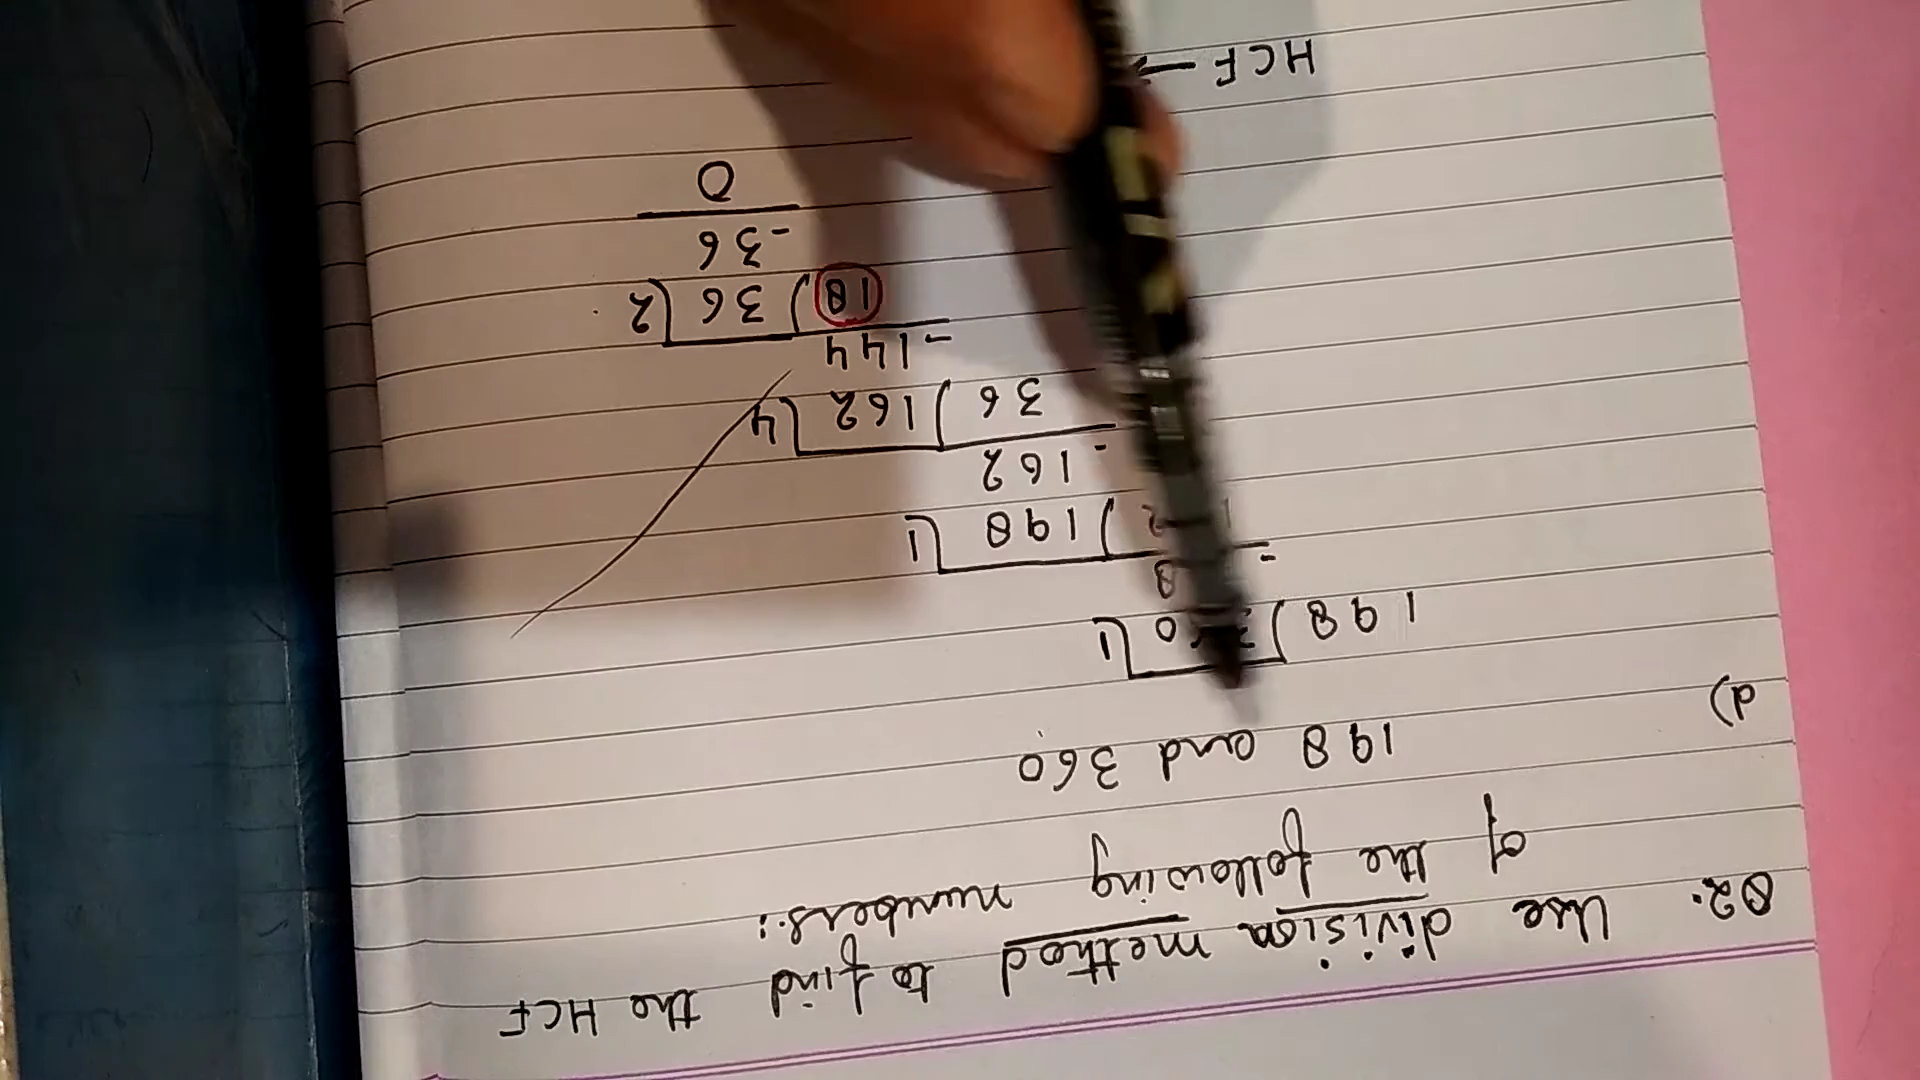 Q2. Use division method to find the HCF
of the following numbers:
d) 198 and 360
198 ) 360 ( 1
162 ) 198 ( 1
- 162
36 ) 162 ( 4
- 144
18 ) 36 ( 2
- 36
0
HCF →